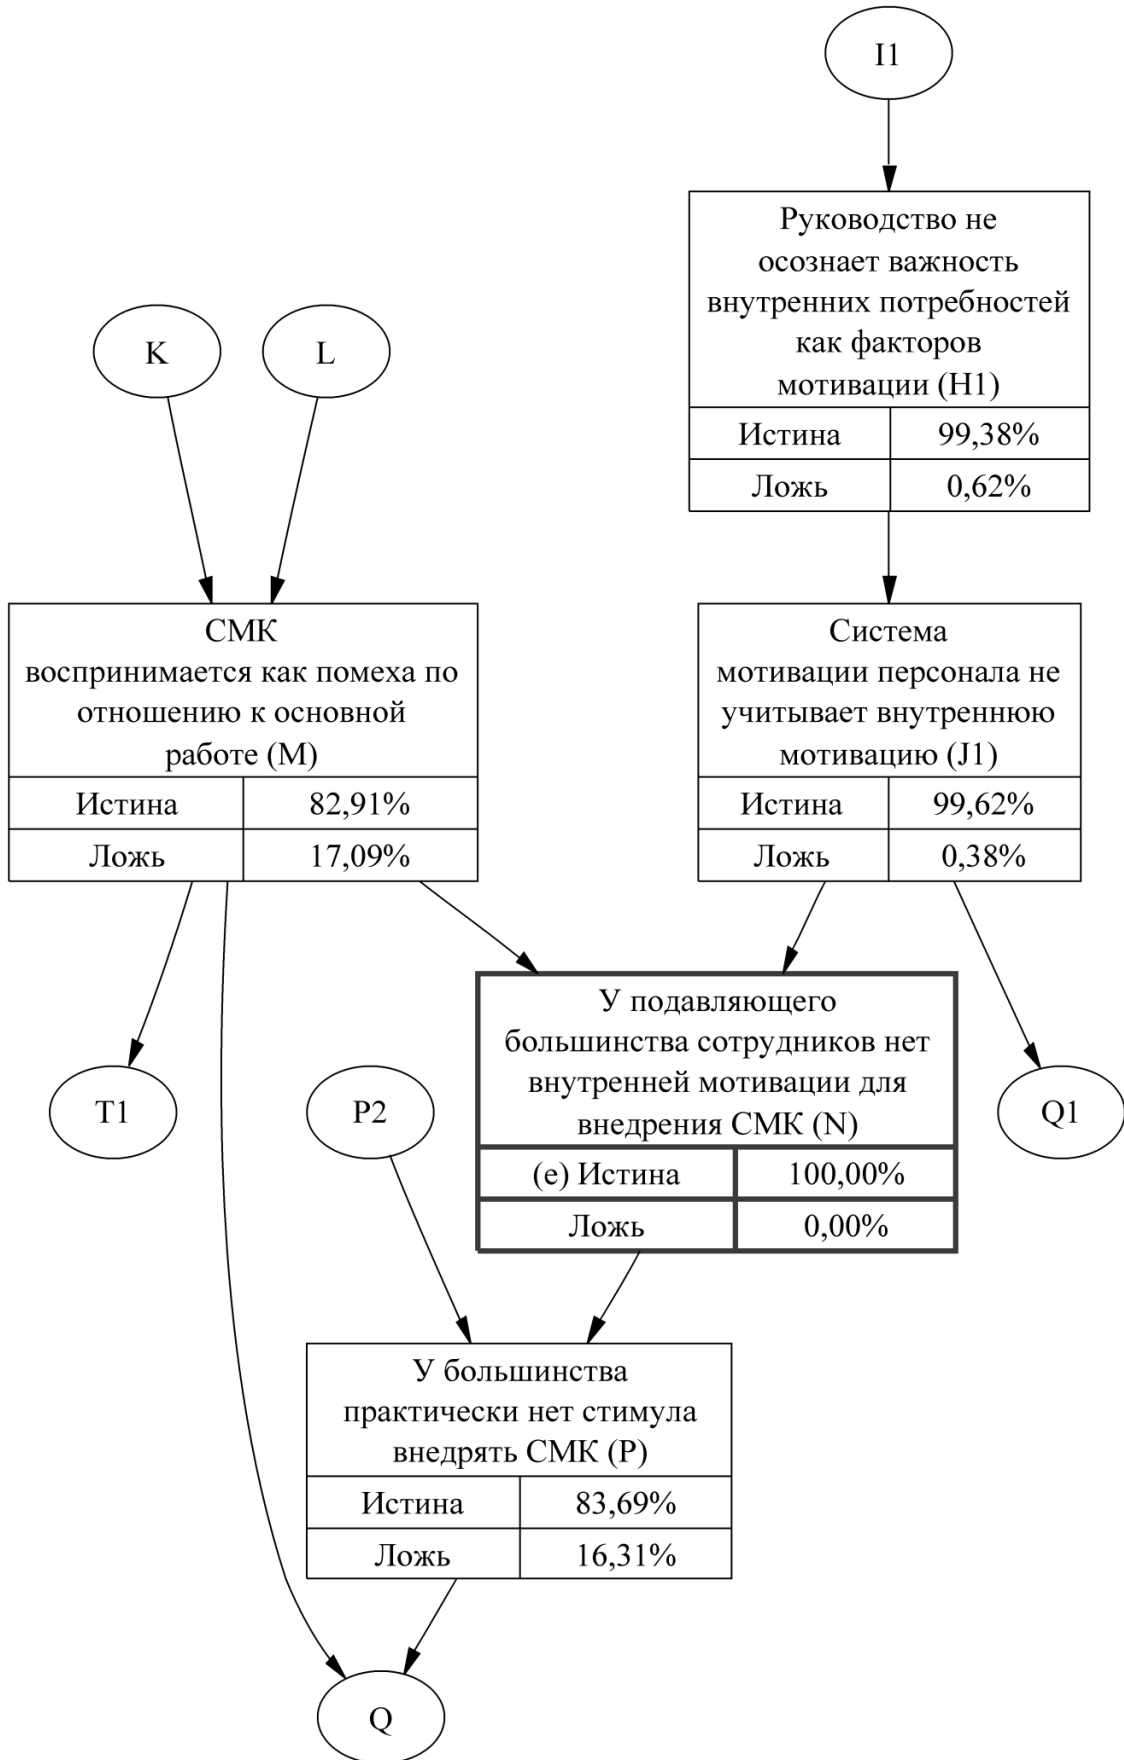 I1
Руководство не
осознает важность
внутренних потребностей
как факторов
мотивации (H1)
Истина 99,38%
Ложь 0,62%
K
L
СМК
воспринимается как помеха по
отношению к основной
работе (M)
Истина 82,91%
Ложь 17,09%
Система
мотивации персонала не
учитывает внутреннюю
мотивацию (J1)
Истина 99,62%
Ложь 0,38%
У подавляющего
большинства сотрудников нет
внутренней мотивации для
внедрения СМК (N)
(e) Истина 100,00%
Ложь 0,00%
T1
P2
Q1
У большинства
практически нет стимула
внедрять СМК (P)
Истина 83,69%
Ложь 16,31%
Q